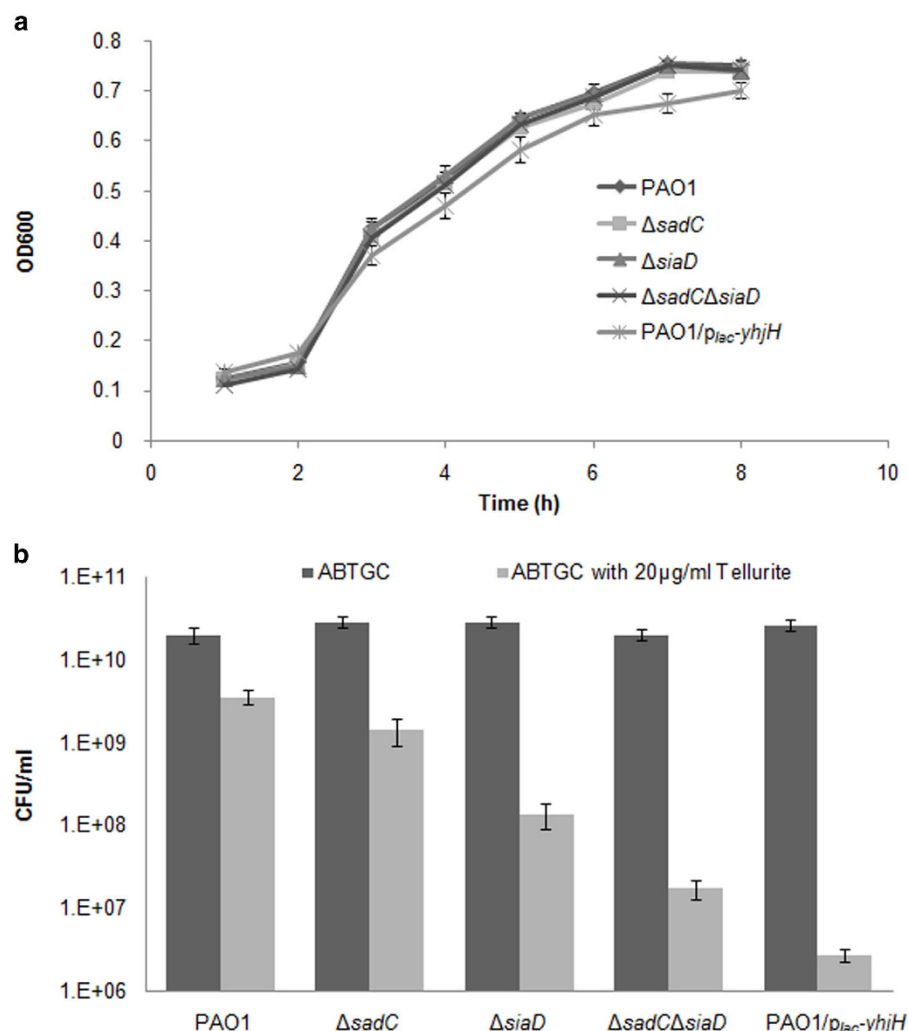 a
0.8
0.7
0.6
0.5
0.4
0.3
0.2
0.1
0
OD600
PAO1
ΔsadC
ΔsiaD
ΔsadCΔsiaD
PAO1/plac-yhjH
0 2 4 6 8 10
Time (h)
b
ABTGC ABTGC with 20µg/ml Tellurite
1.E+11
1.E+10
1.E+09
1.E+08
1.E+07
1.E+06
CFU/ml
PAO1 ΔsadC ΔsiaD ΔsadCΔsiaD PAO1/plac-yhjH